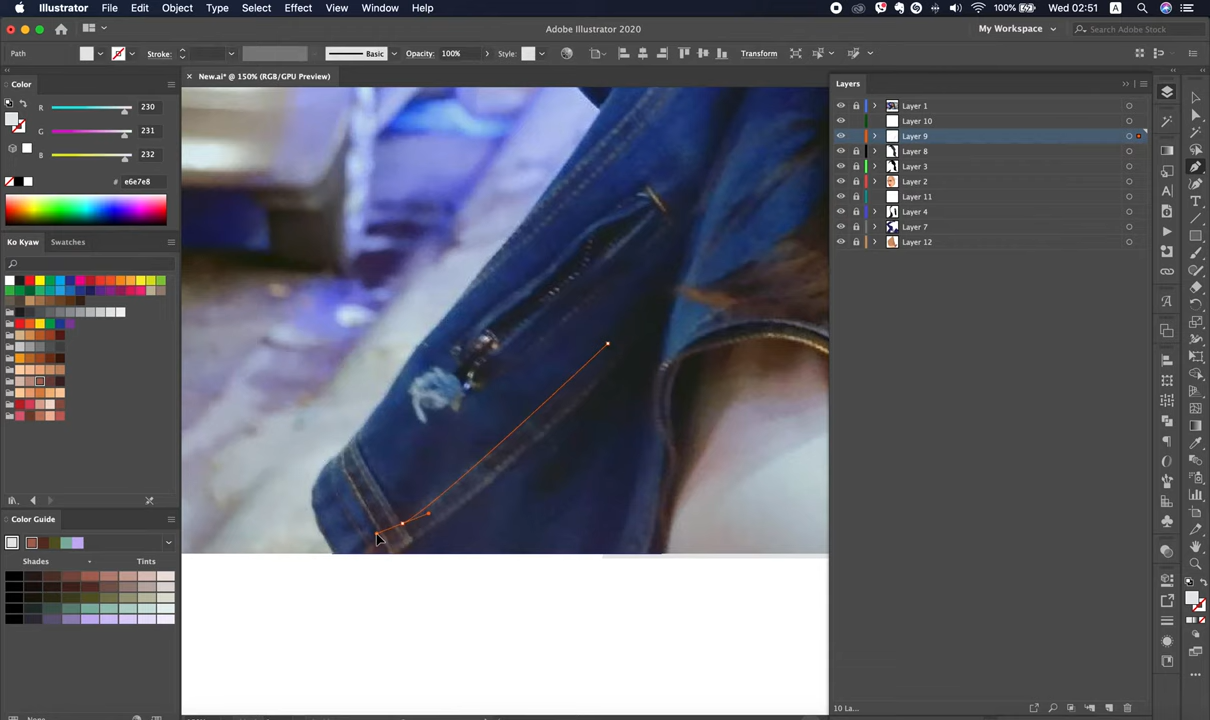 Illustrator File Edit Object Type Select Effect View Window Help 100% Wed 02:51 A
Adobe Illustrator 2020 My Workspace Search Adobe Stock
Path Stroke: Basic Opacity: 100% Style: Transform
Color
R 230
G 231
B 232
# e6e7e8
Ko Kyaw Swatches
Color Guide
Shades Tints
None
× New.ai* @ 150% (RGB/GPU Preview)
Layers
Layer 1
Layer 10
Layer 9
Layer 8
Layer 3
Layer 2
Layer 11
Layer 4
Layer 7
Layer 12
10 La...